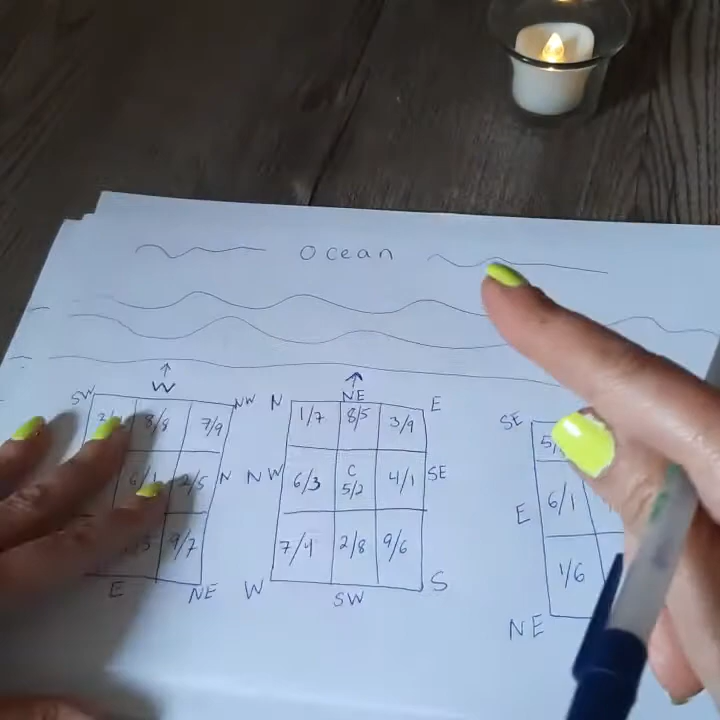 Ocean
W
SW 8/8 7/9 NW
6/1 2/5 N
9/7
E NE
NE
N 1/7 8/5 3/9 E
NW 6/3 C 5/2 4/1 SE
7/4 2/8 9/6
W SW S
SE
E 6/1
1/6
NE